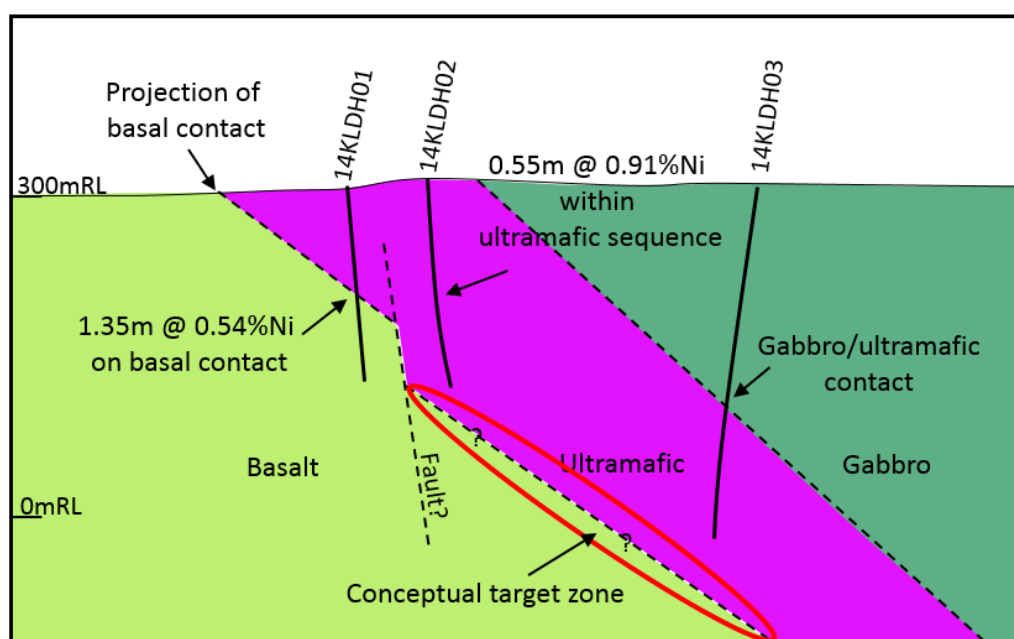 14KLDH01
14KLDH02
14KLDH03
Projection of
basal contact
0.55m @ 0.91%Ni
within
ultramafic sequence
300mRL
1.35m @ 0.54%Ni
on basal contact
Gabbro/ultramafic
contact
?
Basalt
Fault?
Ultramafic
Gabbro
0mRL
?
Conceptual target zone